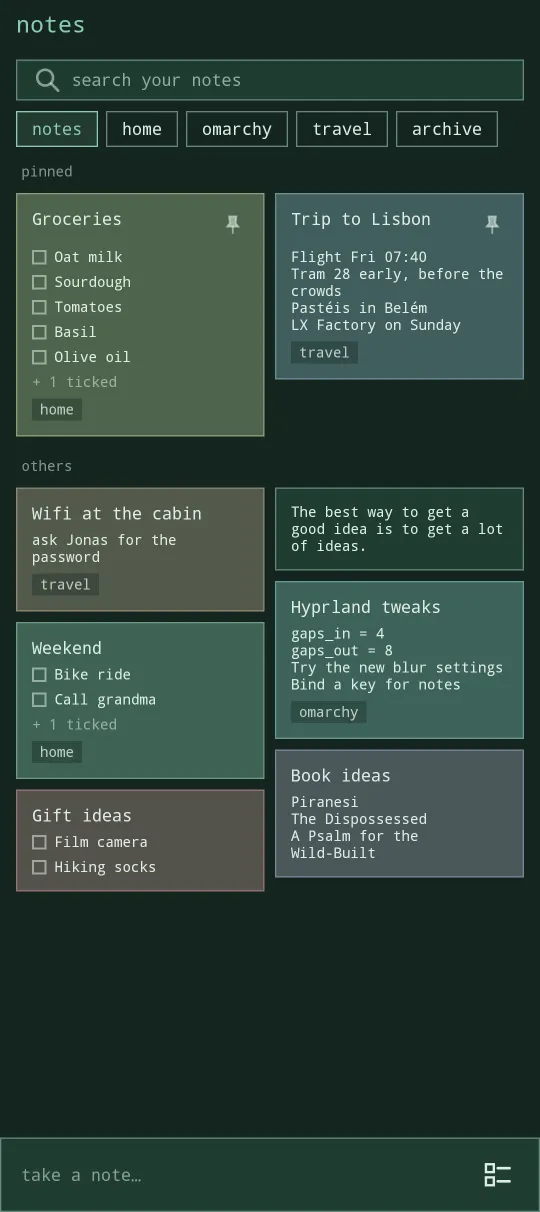 notes
search your notes
notes home omarchy travel archive
pinned
Groceries
Oat milk
Sourdough
Tomatoes
Basil
Olive oil
+ 1 ticked
home
Trip to Lisbon
Flight Fri 07:40
Tram 28 early, before the
crowds
Pastéis in Belém
LX Factory on Sunday
travel
others
Wifi at the cabin
ask Jonas for the
password
travel
Weekend
Bike ride
Call grandma
+ 1 ticked
home
Gift ideas
Film camera
Hiking socks
The best way to get a
good idea is to get a lot
of ideas.
Hyprland tweaks
gaps_in = 4
gaps_out = 8
Try the new blur settings
Bind a key for notes
omarchy
Book ideas
Piranesi
The Dispossessed
A Psalm for the
Wild-Built
take a note…